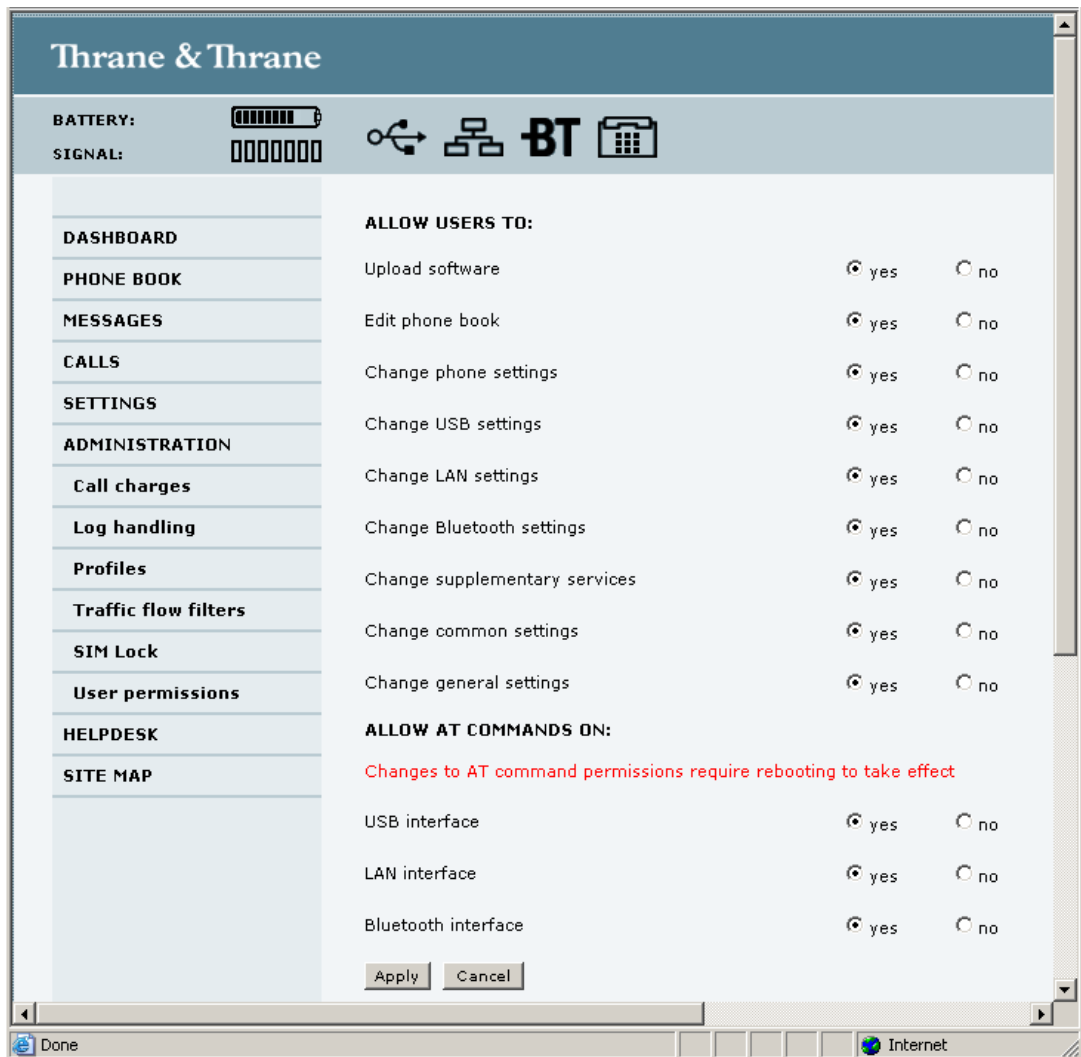 Thrane & Thrane
BATTERY:
SIGNAL:
BT
DASHBOARD
PHONE BOOK
MESSAGES
CALLS
SETTINGS
ADMINISTRATION
Call charges
Log handling
Profiles
Traffic flow filters
SIM Lock
User permissions
HELPDESK
SITE MAP
ALLOW USERS TO:
Upload software yes no
Edit phone book yes no
Change phone settings yes no
Change USB settings yes no
Change LAN settings yes no
Change Bluetooth settings yes no
Change supplementary services yes no
Change common settings yes no
Change general settings yes no
ALLOW AT COMMANDS ON:
Changes to AT command permissions require rebooting to take effect
USB interface yes no
LAN interface yes no
Bluetooth interface yes no
Apply Cancel
Done Internet